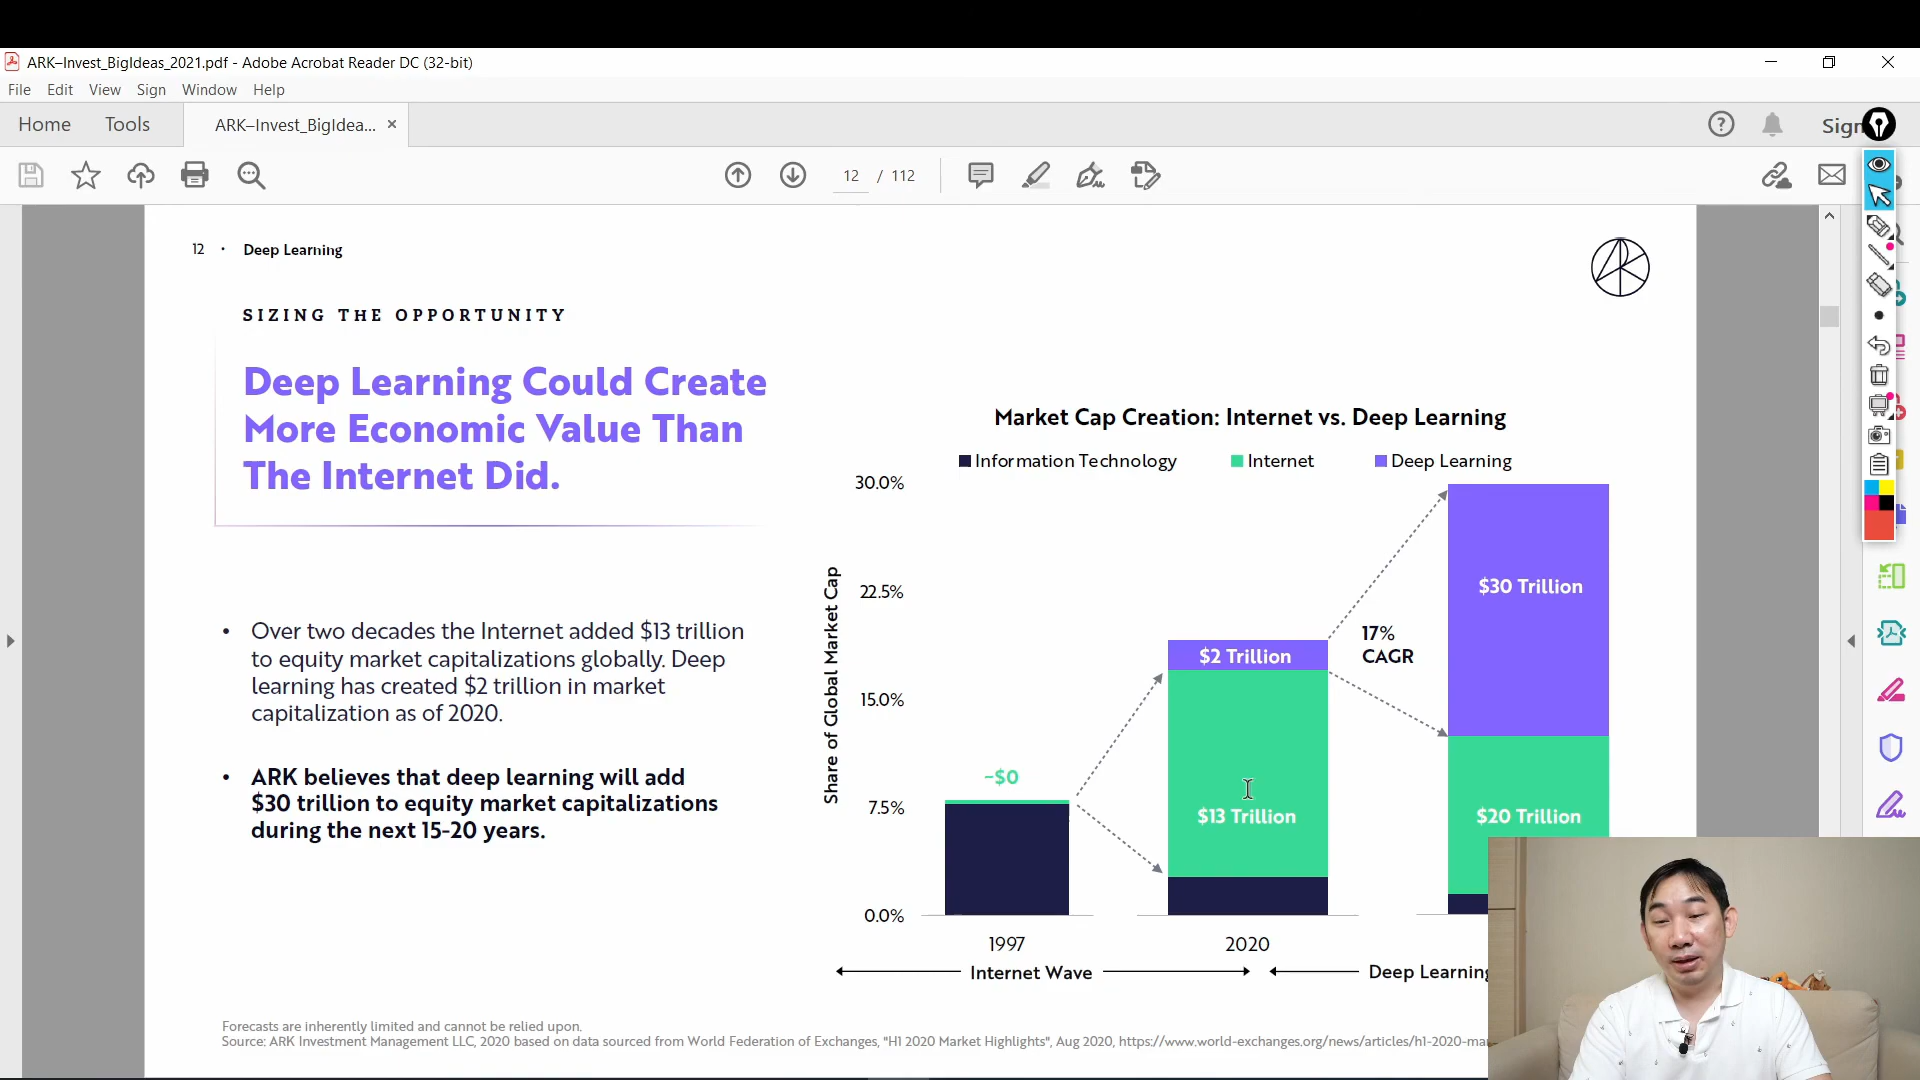 ARK–Invest_BigIdeas_2021.pdf - Adobe Acrobat Reader DC (32-bit)
File Edit View Sign Window Help
Home Tools ARK–Invest_BigIdea... ×
Sign
12 / 112
12 · Deep Learning
SIZING THE OPPORTUNITY
Deep Learning Could Create
More Economic Value Than
The Internet Did.
• Over two decades the Internet added $13 trillion
to equity market capitalizations globally. Deep
learning has created $2 trillion in market
capitalization as of 2020.
• ARK believes that deep learning will add
$30 trillion to equity market capitalizations
during the next 15-20 years.
Market Cap Creation: Internet vs. Deep Learning
Information Technology Internet Deep Learning
Share of Global Market Cap
30.0%
22.5%
15.0%
7.5%
0.0%
~$0
$2 Trillion
$13 Trillion
17%
CAGR
$30 Trillion
$20 Trillion
1997 2020
Internet Wave Deep Learning
Forecasts are inherently limited and cannot be relied upon.
Source: ARK Investment Management LLC, 2020 based on data sourced from World Federation of Exchanges, "H1 2020 Market Highlights", Aug 2020, https://www.world-exchanges.org/news/articles/h1-2020-ma